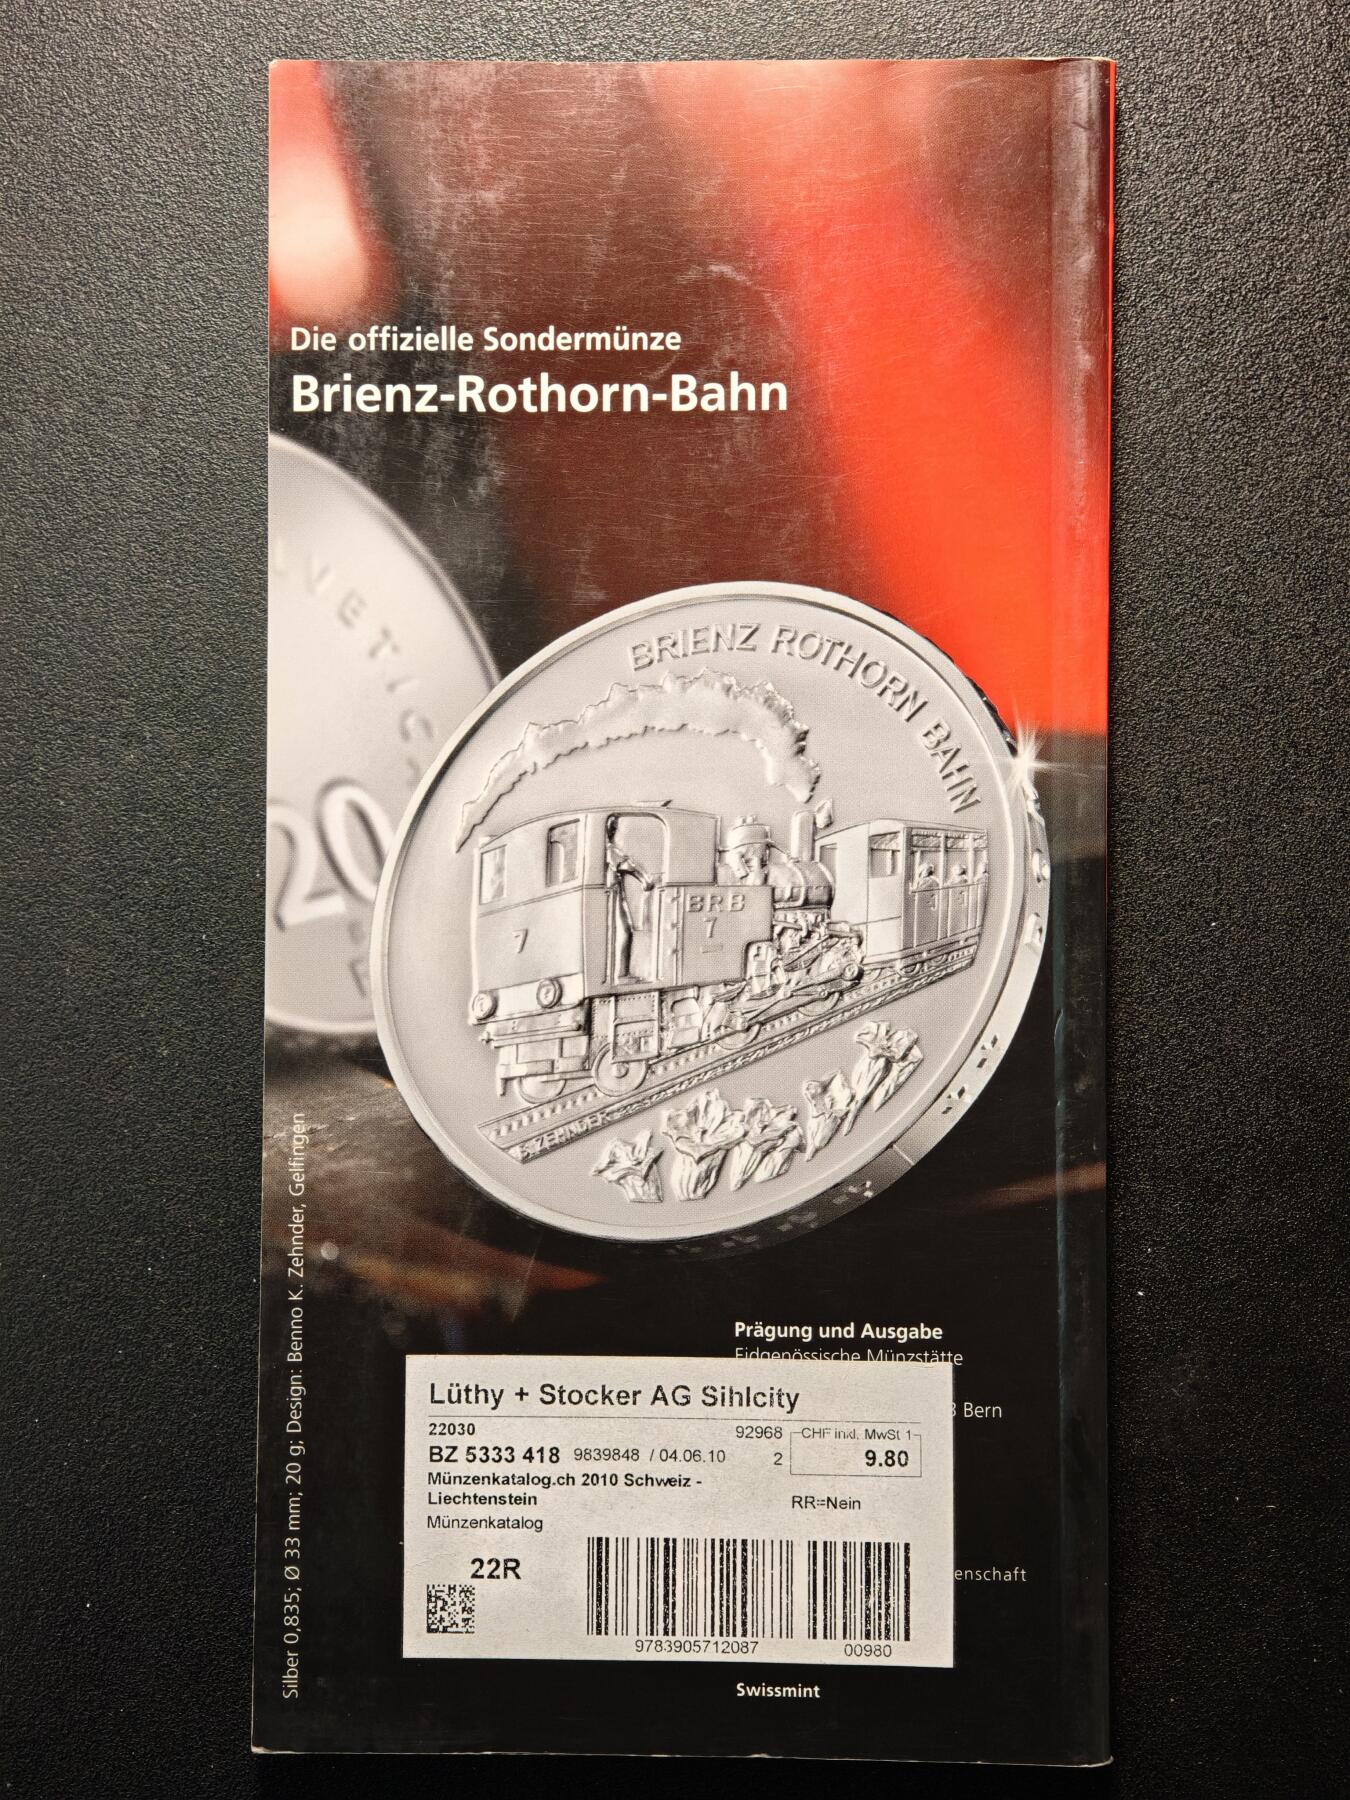 Die offizielle Sondermünze
Brienz-Rothorn-Bahn
BRIENZ ROTHORN BAHN
20
BRB
7
7
B. ZEHNDER
Silber 0,835; Ø 33 mm; 20 g; Design: Benno K. Zehnder, Gelfingen
Prägung und Ausgabe
Eidgenössische Münzstätte
Bern
Lüthy + Stocker AG Sihlcity
22030 92968 CHF inkl. MwSt 1
BZ 5333 418 9839848 / 04.06.10 2 9.80
Münzenkatalog.ch 2010 Schweiz -
Liechtenstein RR=Nein
Münzenkatalog
22R
9783905712087 00980
enschaft
Swissmint